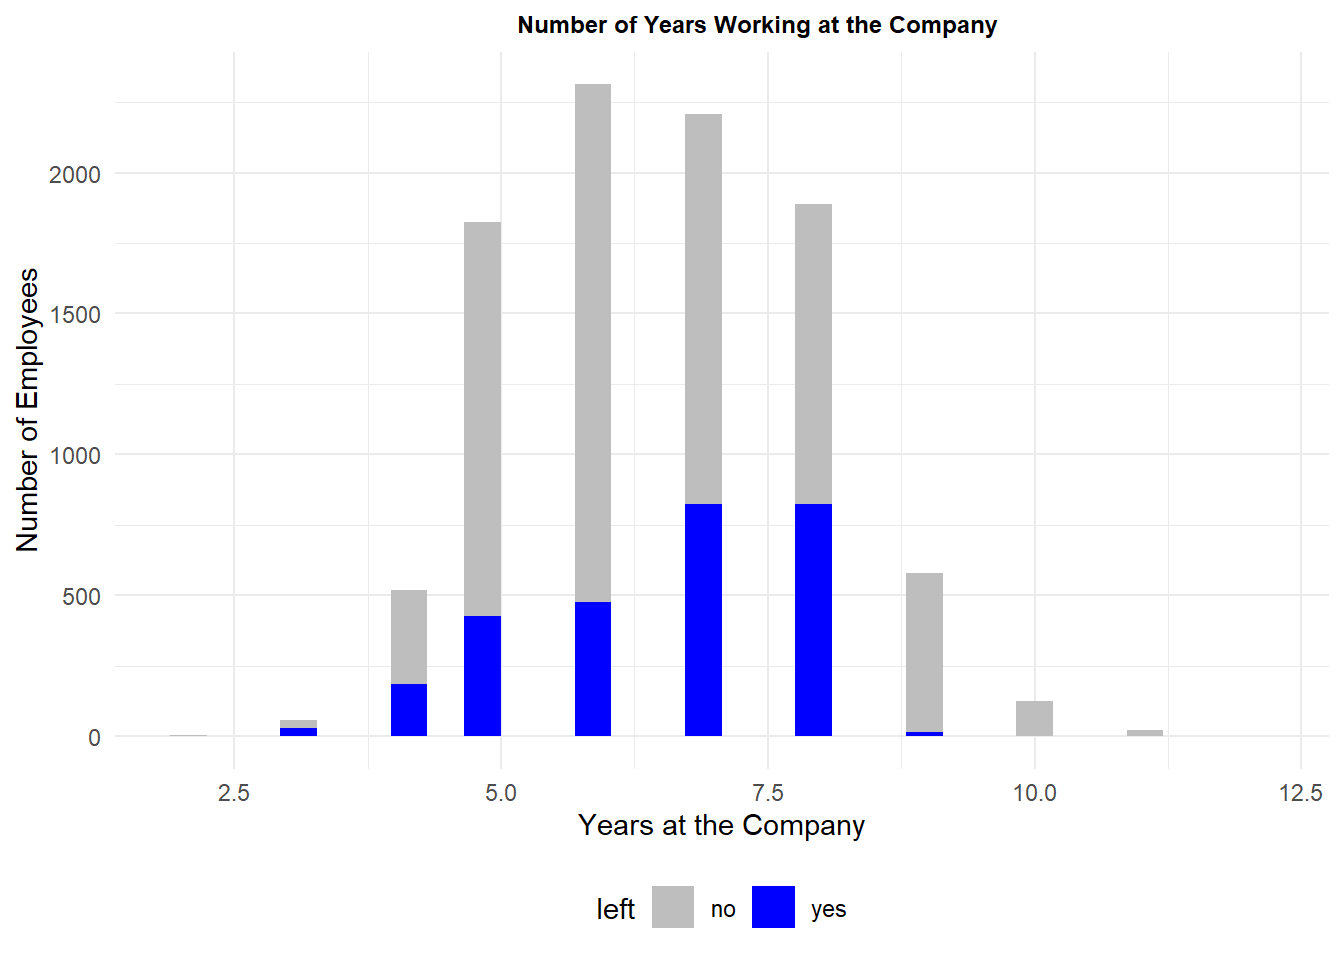 Number of Years Working at the Company
Number of Employees
2000
1500
1000
500
0
2.5 5.0 7.5 10.0 12.5
Years at the Company
left no yes